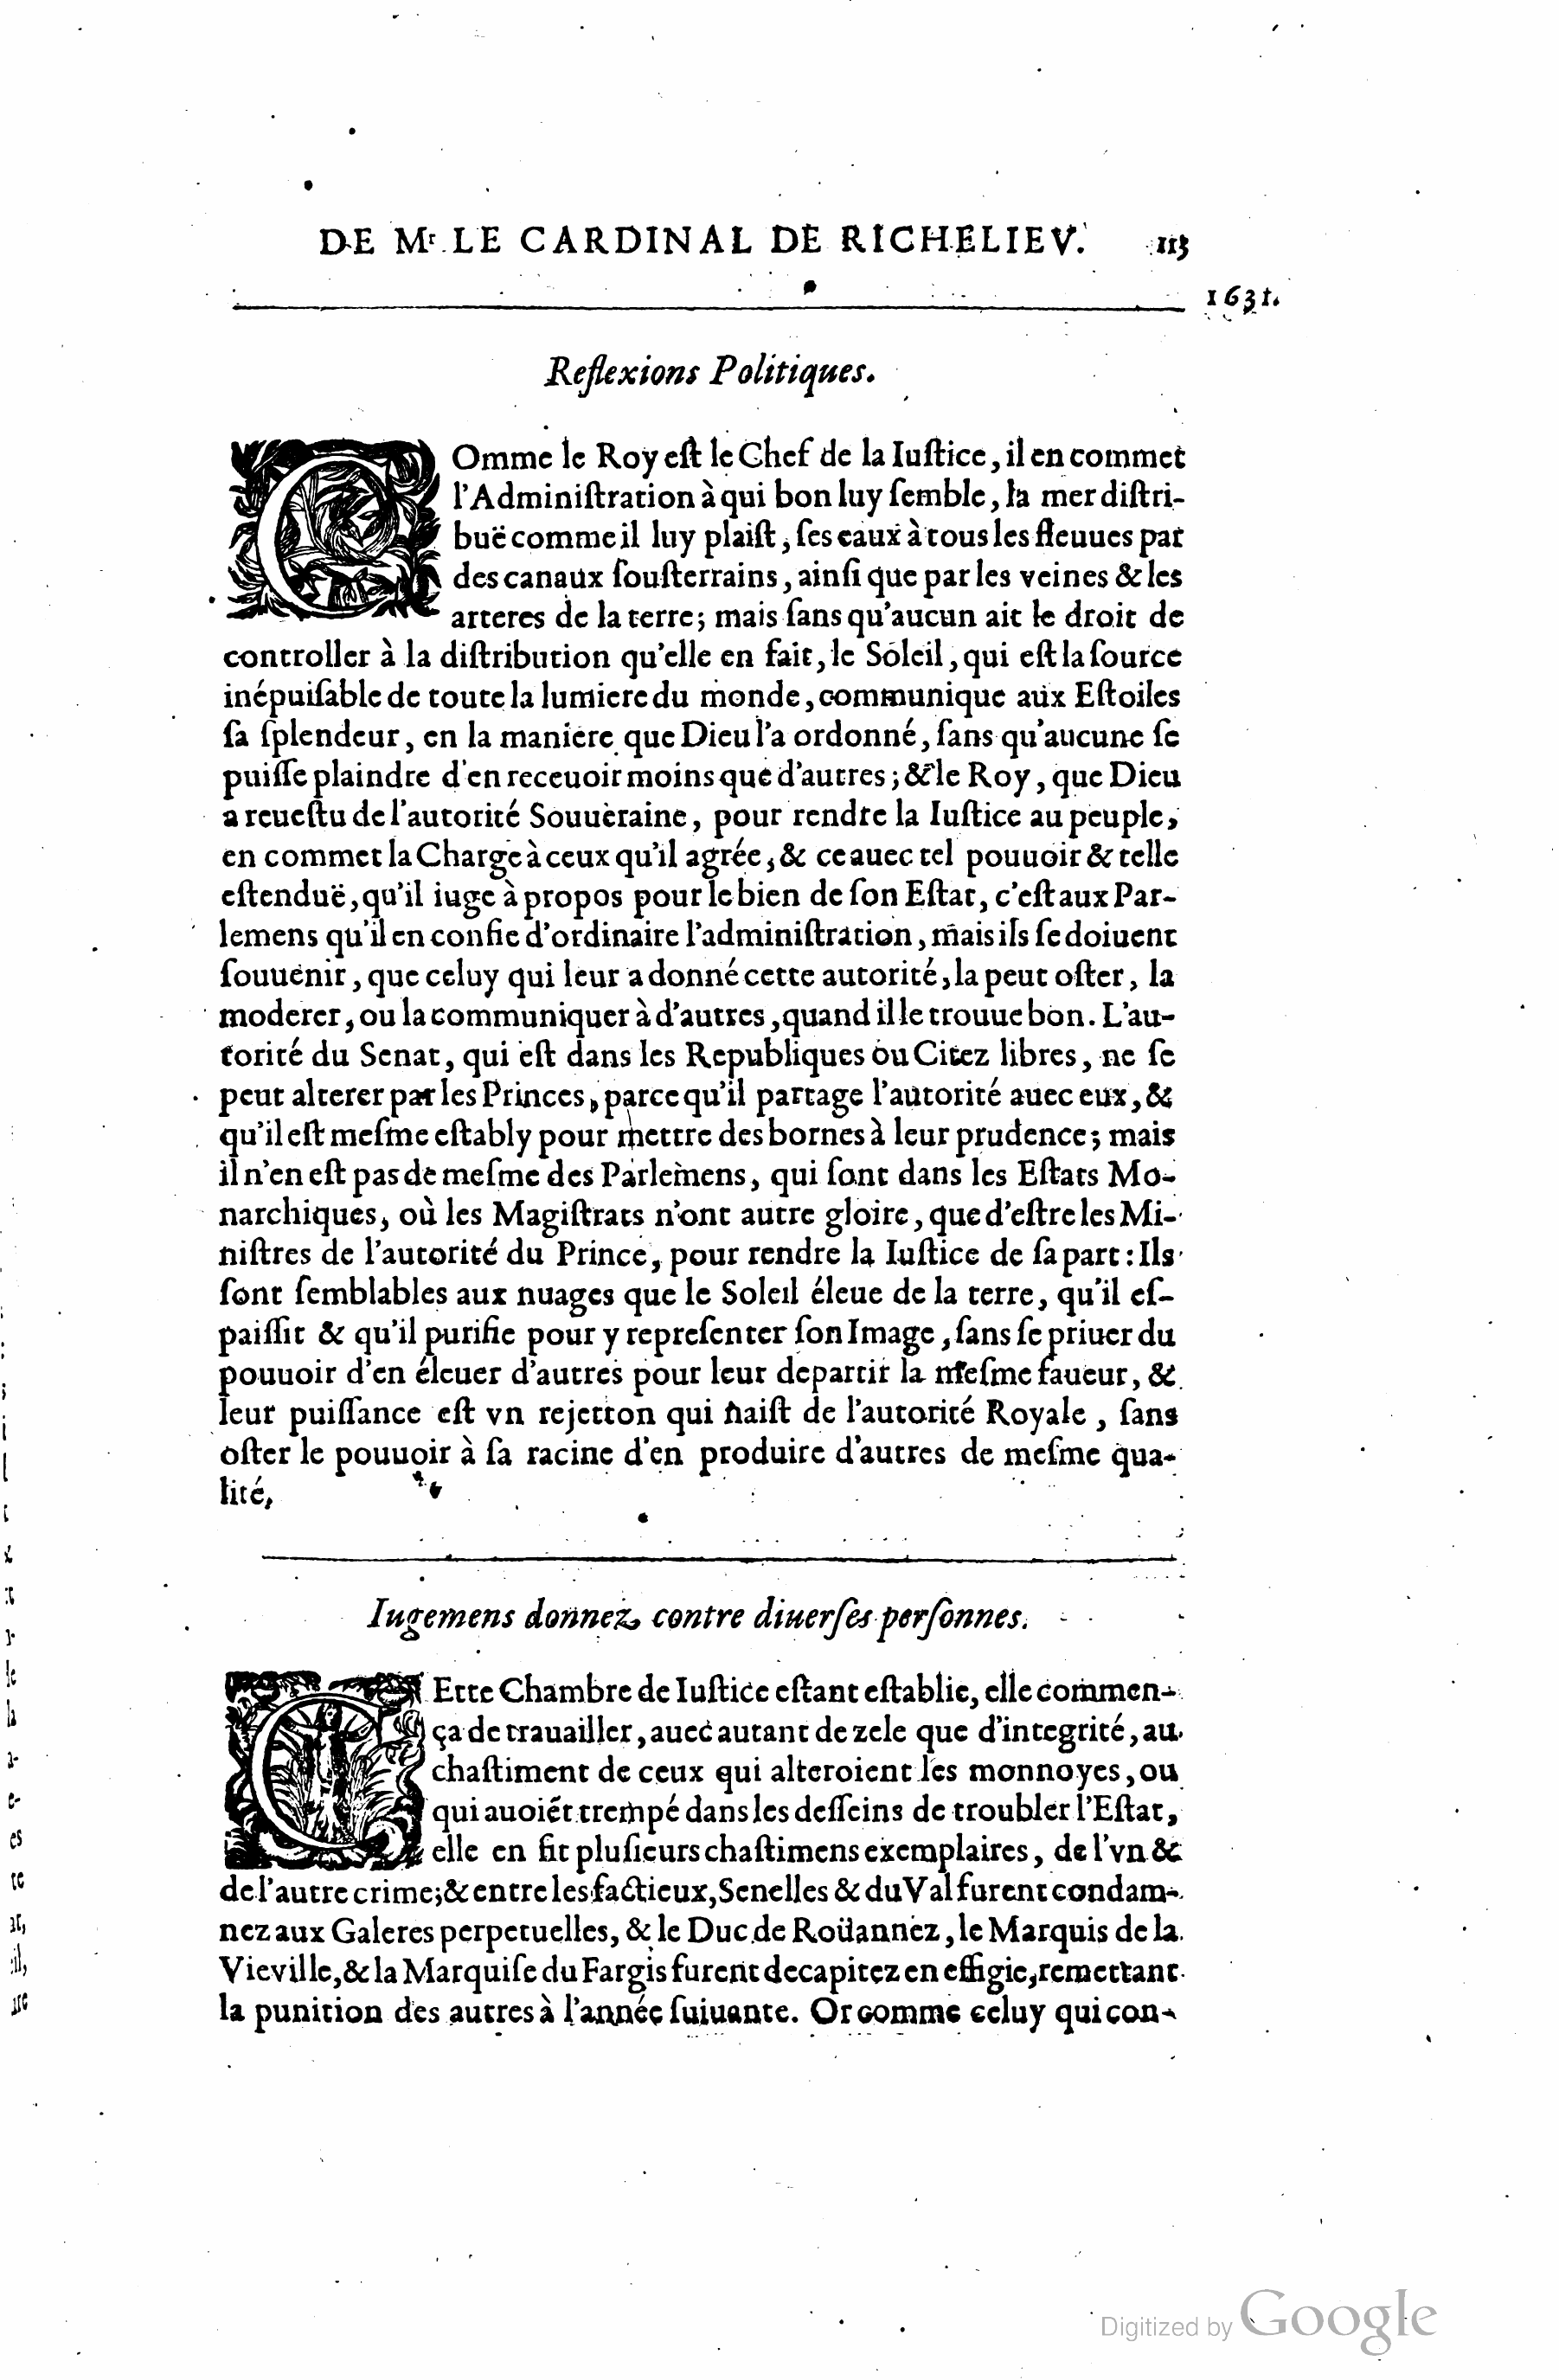 DE Mr. LE CARDINAL DE RICHELIEV. 113
1631.
Reflexions Politiques.
COmme le Roy eſt le Chef de la Iuſtice, il en commet
l'Adminiſtration à qui bon luy ſemble, la mer diſtri-
buë comme il luy plaiſt, ſes eaux à tous les fleuues par
des canaux ſouſterrains, ainſi que par les veines & les
arteres de la terre; mais ſans qu'aucun ait le droit de
controller à la diſtribution qu'elle en fait, le Soleil, qui eſt la ſource
inépuiſable de toute la lumiere du monde, communique aux Eſtoiles
ſa ſplendeur, en la maniere que Dieu l'a ordonné, ſans qu'aucune ſe
puiſſe plaindre d'en receuoir moins que d'autres; & le Roy, que Dieu
a reueſtu de l'autorité Souueraine, pour rendre la Iuſtice au peuple,
en commet la Charge à ceux qu'il agrée, & ce auec tel pouuoir & telle
eſtenduë, qu'il iuge à propos pour le bien de ſon Eſtat, c'eſt aux Par-
lemens qu'il en confie d'ordinaire l'adminiſtration, mais ils ſe doiuent
ſouuenir, que celuy qui leur a donné cette autorité, la peut oſter, la
moderer, ou la communiquer à d'autres, quand il le trouue bon. L'au-
torité du Senat, qui eſt dans les Republiques ou Citez libres, ne ſe
peut alterer par les Princes, parce qu'il partage l'autorité auec eux, &
qu'il eſt meſme eſtably pour mettre des bornes à leur prudence; mais
il n'en eſt pas de meſme des Parlemens, qui ſont dans les Eſtats Mo-
narchiques, où les Magiſtrats n'ont autre gloire, que d'eſtre les Mi-
niſtres de l'autorité du Prince, pour rendre la Iuſtice de ſa part: Ils
ſont ſemblables aux nuages que le Soleil éleue de la terre, qu'il eſ-
paiſſit & qu'il purifie pour y repreſenter ſon Image, ſans ſe priuer du
pouuoir d'en éleuer d'autres pour leur departir la meſme faueur, &
leur puiſſance eſt vn rejetton qui naiſt de l'autorité Royale, ſans
oſter le pouuoir à ſa racine d'en produire d'autres de meſme qua-
lité,
Iugemens donnez contre diuerſes perſonnes.
CEtte Chambre de Iuſtice eſtant eſtablie, elle commen-
ça de trauailler, auec autant de zele que d'integrité, au
chaſtiment de ceux qui alteroient les monnoyes, ou
qui auoiét trempé dans les deſſeins de troubler l'Eſtat,
elle en fit pluſieurs chaſtimens exemplaires, de l'vn &
de l'autre crime; & entre les factieux, Senelles & du Val furent condam-
nez aux Galeres perpetuelles, & le Duc de Roüannez, le Marquis de la
Vieville, & la Marquiſe du Fargis furent decapitez en effigie, remettant
la punition des autres à l'année ſuiuante. Or comme celuy qui con-
Digitized by Google